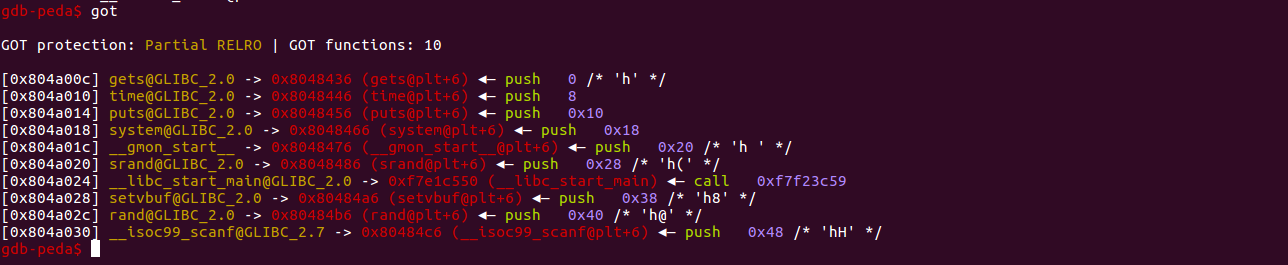 gdb-peda$ got
GOT protection: Partial RELRO | GOT functions: 10
[0x804a00c] gets@GLIBC_2.0 -> 0x8048436 (gets@plt+6) ◂— push   0 /* 'h' */
[0x804a010] time@GLIBC_2.0 -> 0x8048446 (time@plt+6) ◂— push   8
[0x804a014] puts@GLIBC_2.0 -> 0x8048456 (puts@plt+6) ◂— push   0x10
[0x804a018] system@GLIBC_2.0 -> 0x8048466 (system@plt+6) ◂— push   0x18
[0x804a01c] __gmon_start__ -> 0x8048476 (__gmon_start__@plt+6) ◂— push   0x20 /* 'h ' */
[0x804a020] srand@GLIBC_2.0 -> 0x8048486 (srand@plt+6) ◂— push   0x28 /* 'h(' */
[0x804a024] __libc_start_main@GLIBC_2.0 -> 0xf7e1c550 (__libc_start_main) ◂— call   0xf7f23c59
[0x804a028] setvbuf@GLIBC_2.0 -> 0x80484a6 (setvbuf@plt+6) ◂— push   0x38 /* 'h8' */
[0x804a02c] rand@GLIBC_2.0 -> 0x80484b6 (rand@plt+6) ◂— push   0x40 /* 'h@' */
[0x804a030] __isoc99_scanf@GLIBC_2.7 -> 0x80484c6 (__isoc99_scanf@plt+6) ◂— push   0x48 /* 'hH' */
gdb-peda$